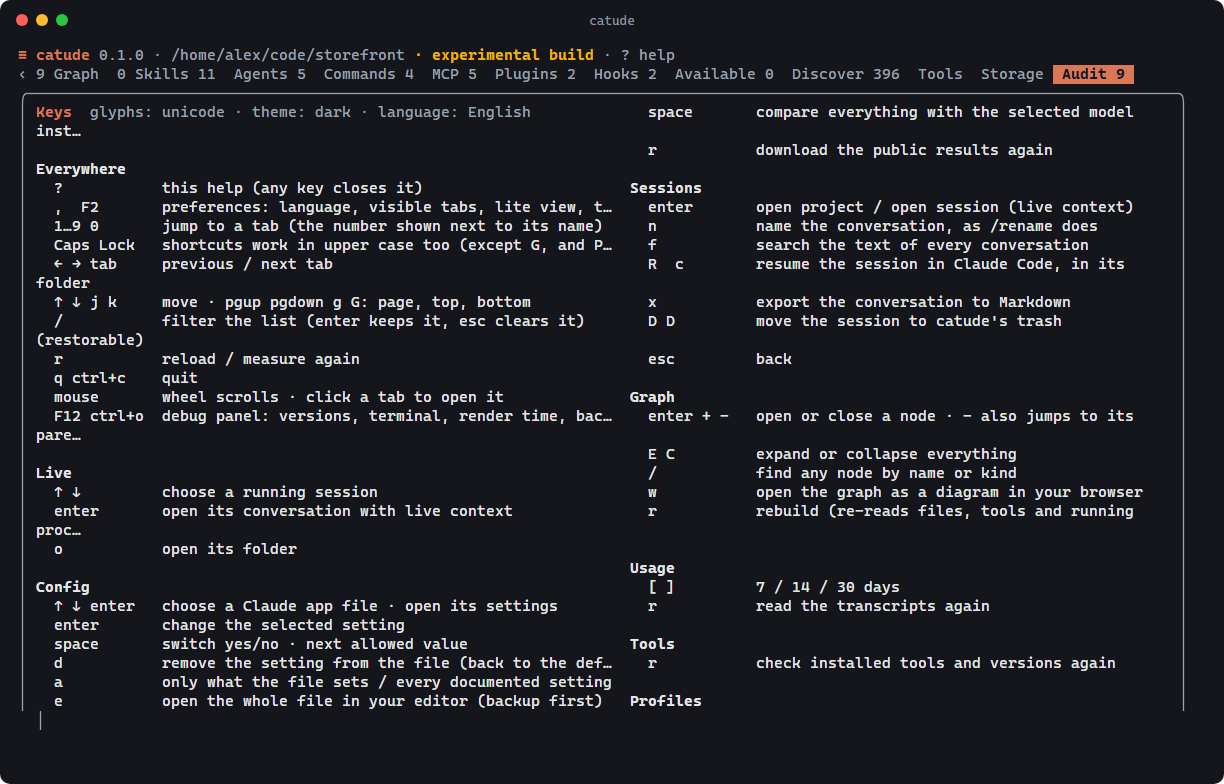 catude
≡ catude 0.1.0 · /home/alex/code/storefront · experimental build · ? help
‹ 9 Graph  0 Skills 11  Agents 5  Commands 4  MCP 5  Plugins 2  Hooks 2  Available 0  Discover 396  Tools  Storage  Audit 9
Keys  glyphs: unicode · theme: dark · language: English             space       compare everything with the selected model
inst…
r           download the public results again
Everywhere
?           this help (any key closes it)                       Sessions
,  F2       preferences: language, visible tabs, lite view, t…    enter       open project / open session (live context)
1…9 0       jump to a tab (the number shown next to its name)     n           name the conversation, as /rename does
Caps Lock   shortcuts work in upper case too (except G, and P…    f           search the text of every conversation
← → tab     previous / next tab                                   R  c        resume the session in Claude Code, in its
folder
↑ ↓ j k     move · pgup pgdown g G: page, top, bottom             x           export the conversation to Markdown
/           filter the list (enter keeps it, esc clears it)       D D         move the session to catude's trash
(restorable)
r           reload / measure again                                esc         back
q ctrl+c    quit
mouse       wheel scrolls · click a tab to open it              Graph
F12 ctrl+o  debug panel: versions, terminal, render time, bac…    enter + −   open or close a node · − also jumps to its
pare…
E C         expand or collapse everything
Live                                                                /           find any node by name or kind
↑ ↓         choose a running session                              w           open the graph as a diagram in your browser
enter       open its conversation with live context               r           rebuild (re-reads files, tools and running
proc…
o           open its folder
Usage
Config                                                              [ ]         7 / 14 / 30 days
↑ ↓ enter   choose a Claude app file · open its settings          r           read the transcripts again
enter       change the selected setting
space       switch yes/no · next allowed value                  Tools
d           remove the setting from the file (back to the def…    r           check installed tools and versions again
a           only what the file sets / every documented setting
e           open the whole file in your editor (backup first)   Profiles